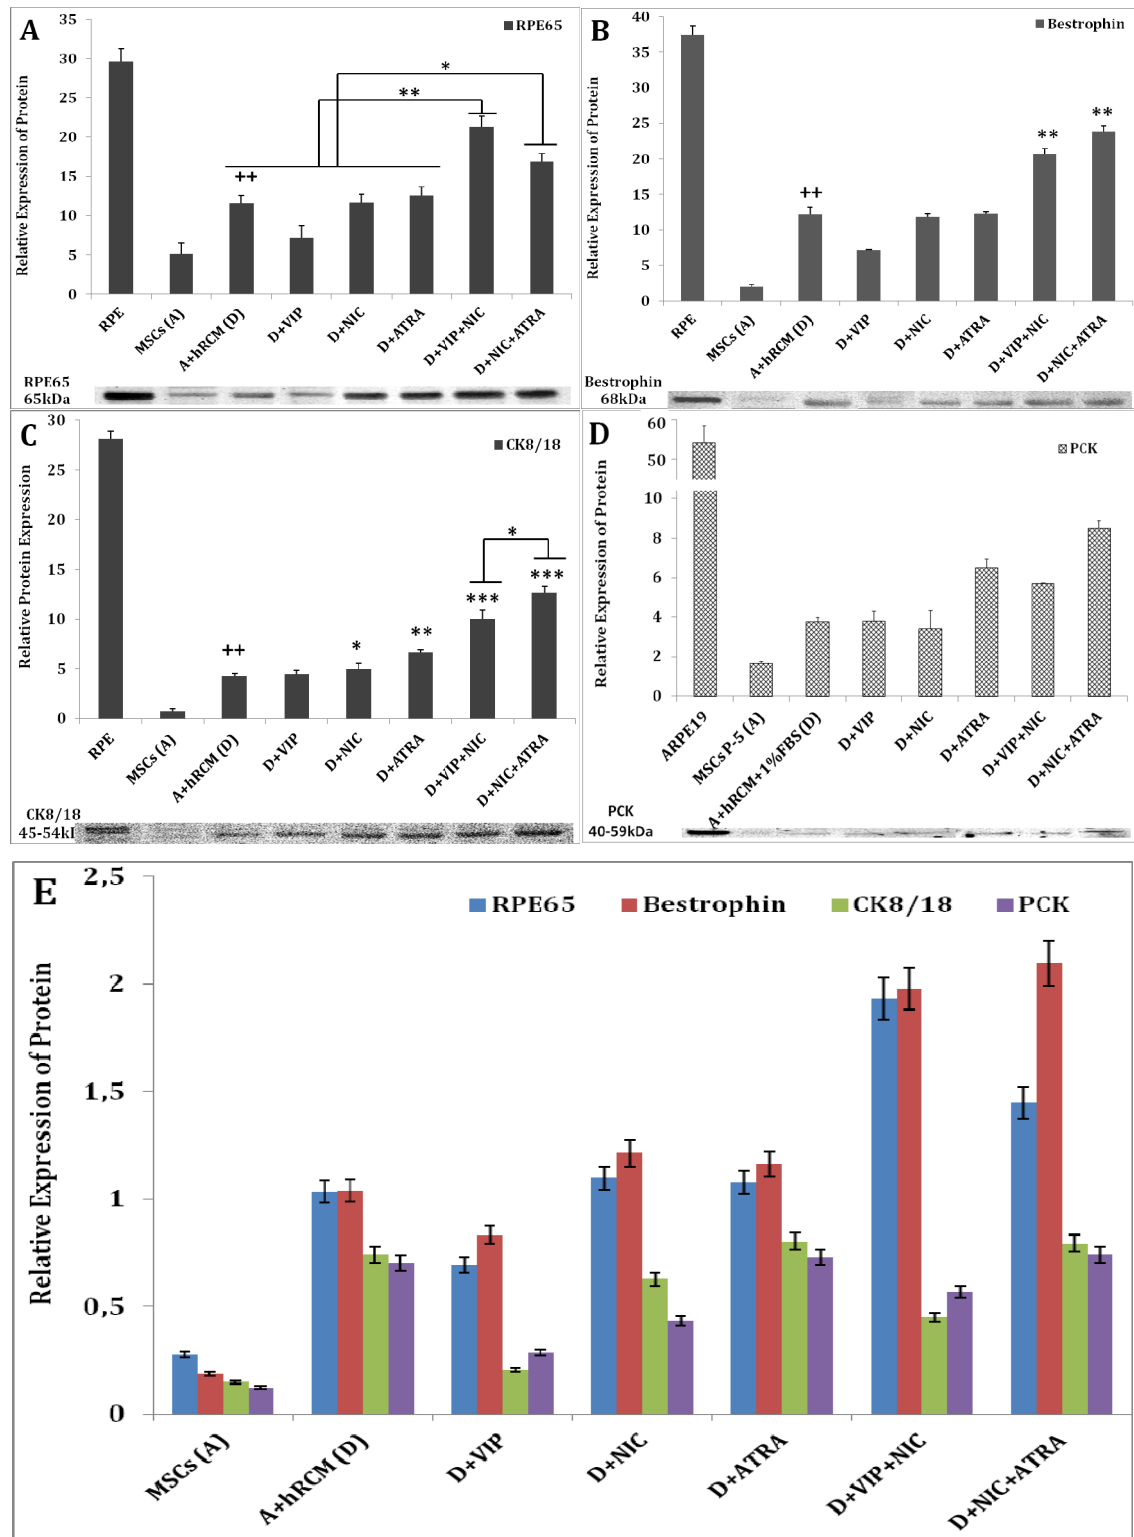 A
RPE65
Relative Expression of Protein
35
30
25
20
15
10
5
0
++
**
*
RPE
MSCs (A)
A+hRCM (D)
D+VIP
D+NIC
D+ATRA
D+VIP+NIC
D+NIC+ATRA
RPE65
65kDa
B
Bestrophin
Relative Expression of Protein
40
35
30
25
20
15
10
5
0
++
**
**
RPE
MSCs (A)
A+hRCM (D)
D+VIP
D+NIC
D+ATRA
D+VIP+NIC
D+NIC+ATRA
Bestrophin
68kDa
C
CK8/18
Relative Protein Expression
30
25
20
15
10
5
0
++
*
**
***
***
*
RPE
MSCs (A)
A+hRCM (D)
D+VIP
D+NIC
D+ATRA
D+VIP+NIC
D+NIC+ATRA
CK8/18
45-54kl
D
PCK
Relative Expression of Protein
60
50
10
8
6
4
2
0
ARPE19
MSCs P-5 (A)
A+hRCM+1%FBS (D)
D+VIP
D+NIC
D+ATRA
D+VIP+NIC
D+NIC+ATRA
PCK
40-59kDa
E
RPE65 Bestrophin CK8/18 PCK
Relative Expression of Protein
2,5
2
1,5
1
0,5
0
MSCs (A)
A+hRCM (D)
D+VIP
D+NIC
D+ATRA
D+VIP+NIC
D+NIC+ATRA